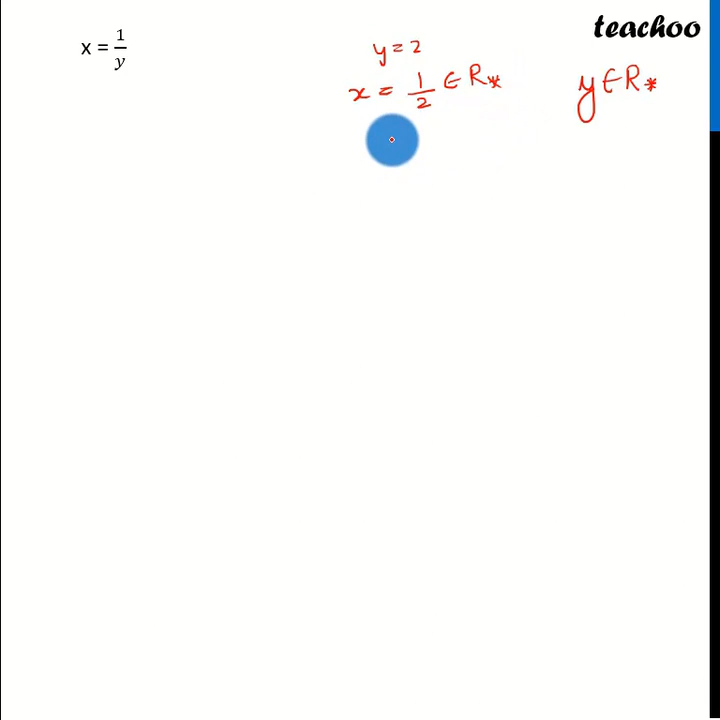 teachoo
x = 1/y
y = 2
x = 1/2 ∈ R*
y ∈ R*